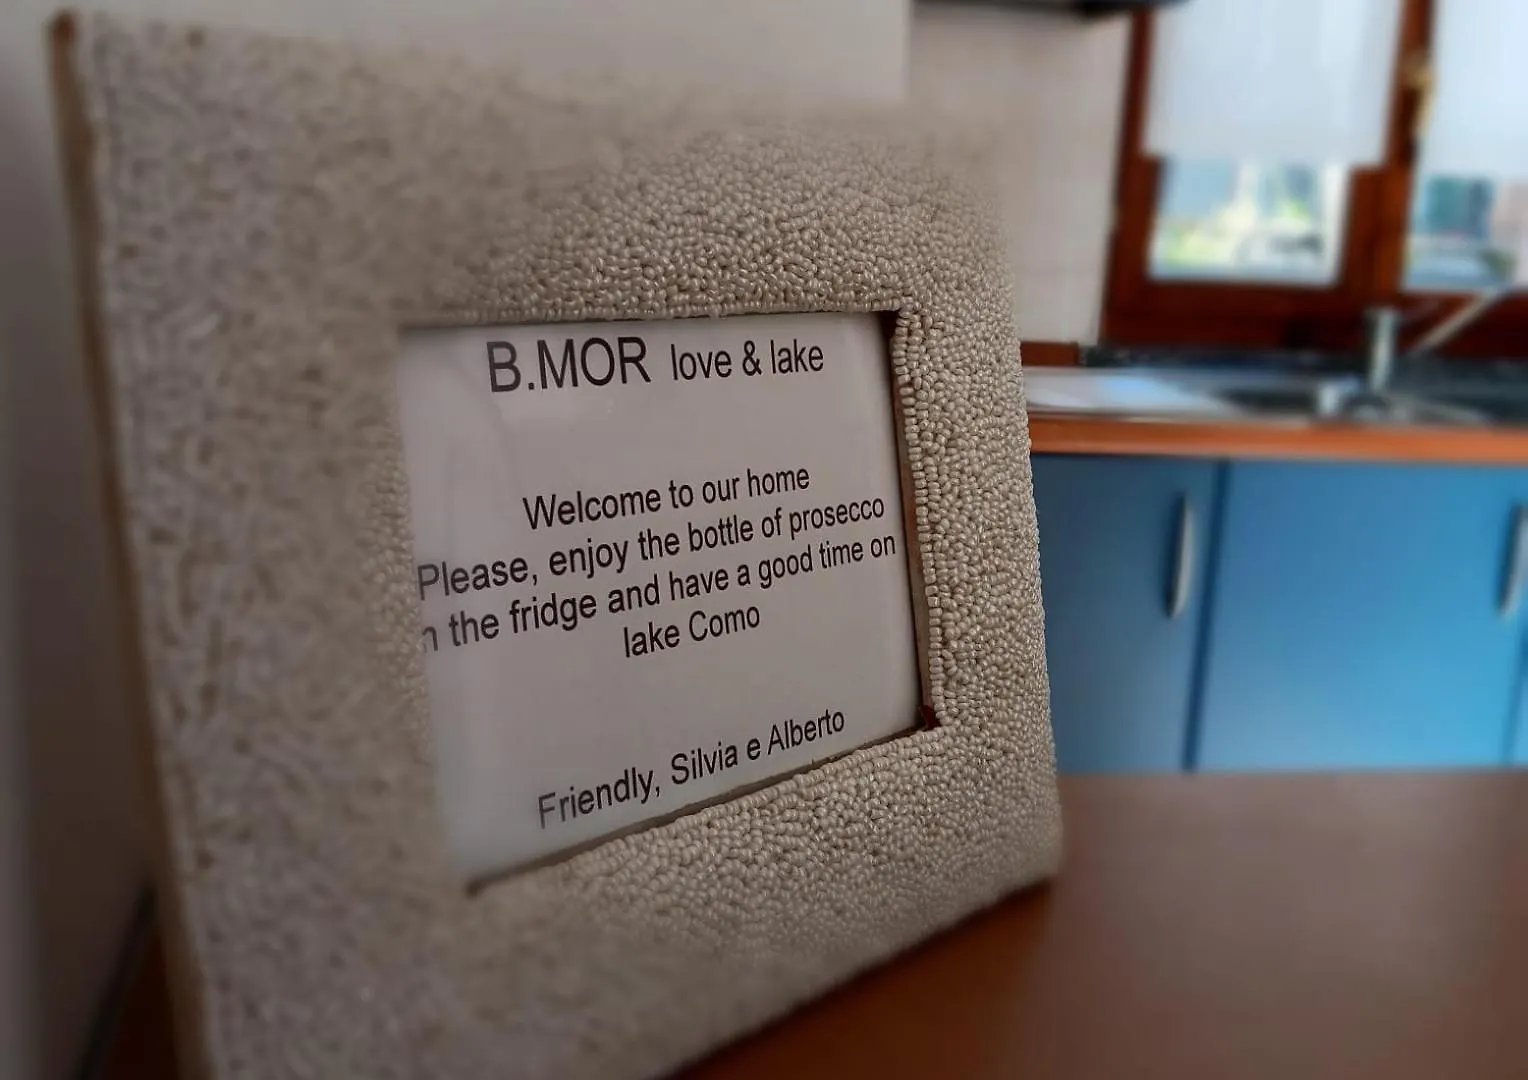 B.MOR love & lake
Welcome to our home
Please, enjoy the bottle of prosecco
n the fridge and have a good time on
lake Como
Friendly, Silvia e Alberto